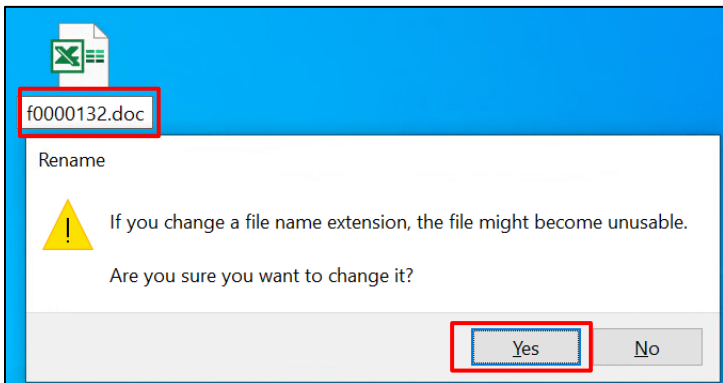 f0000132.doc
Rename
If you change a file name extension, the file might become unusable.
Are you sure you want to change it?
Yes No